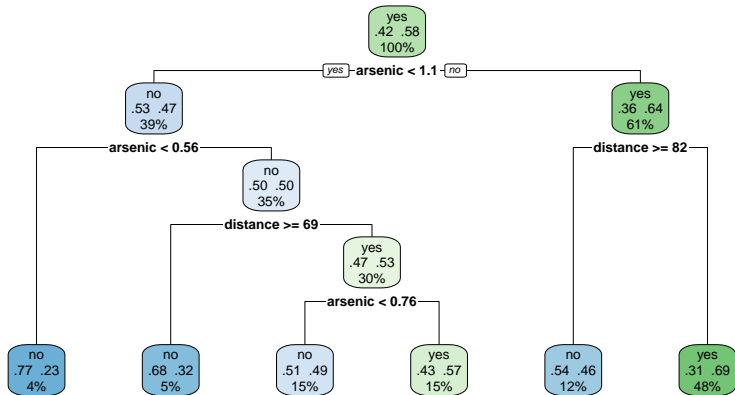 yes
.42 .58
100%
yes arsenic < 1.1 no
no
.53 .47
39%
yes
.36 .64
61%
arsenic < 0.56
distance >= 82
no
.50 .50
35%
distance >= 69
yes
.47 .53
30%
arsenic < 0.76
no
.77 .23
4%
no
.68 .32
5%
no
.51 .49
15%
yes
.43 .57
15%
no
.54 .46
12%
yes
.31 .69
48%